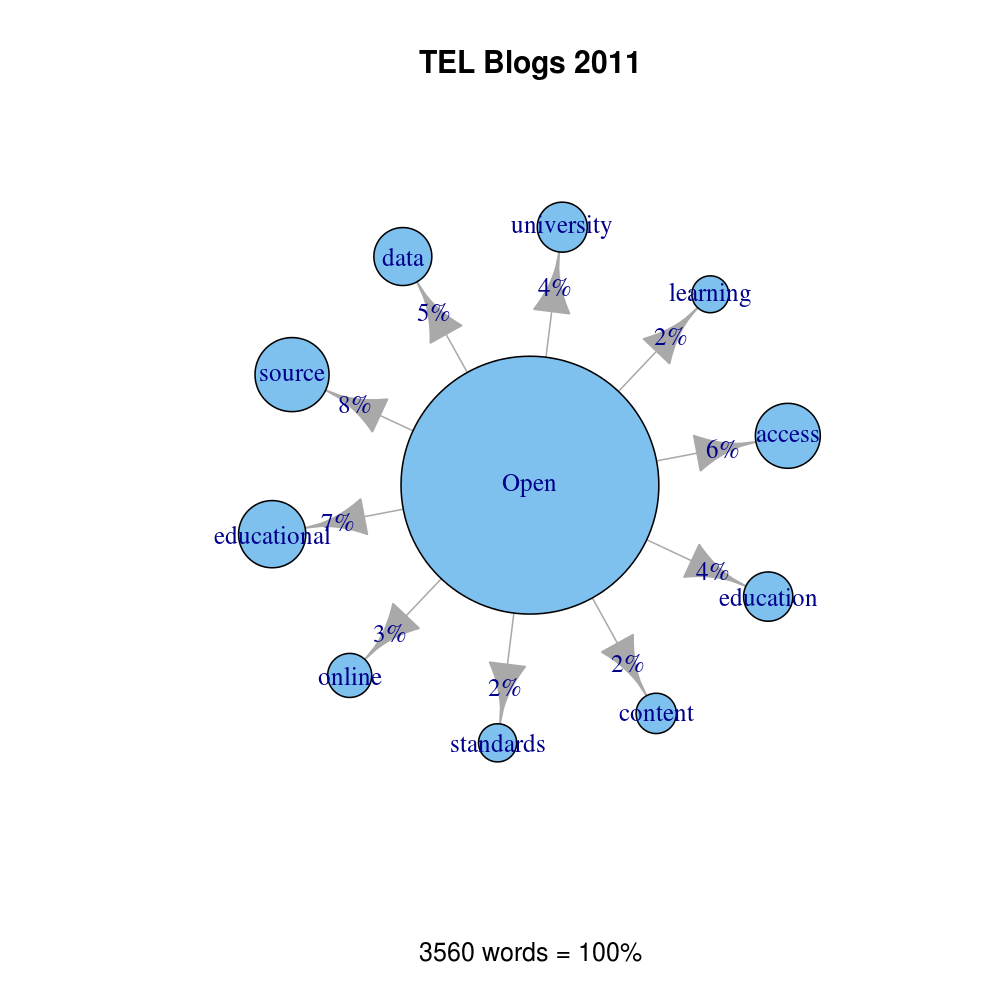 TEL Blogs 2011
university
data
4%
learning
5%
2%
source
8%
access
6%
Open
7%
educational
4%
education
3%
online
2%
2%
content
standards
3560 words = 100%